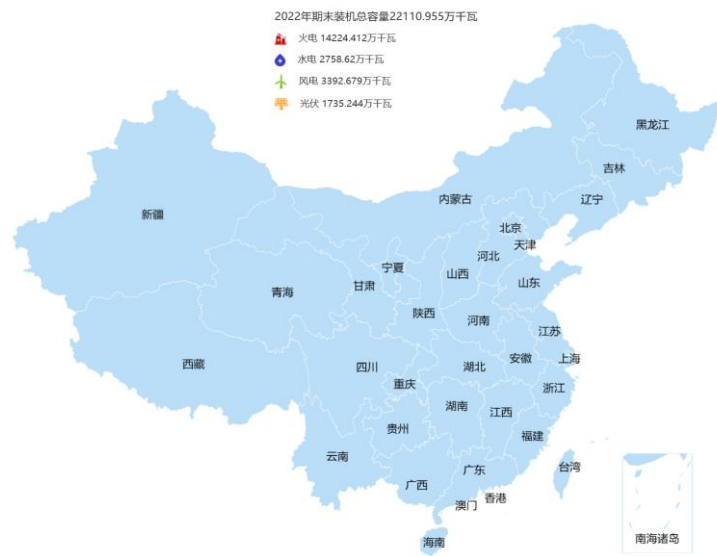 2022年期末装机总容量22110.955万千瓦
火电 14224.412万千瓦
水电 2758.62万千瓦
风电 3392.679万千瓦
光伏 1735.244万千瓦
黑龙江
吉林
辽宁
内蒙古
新疆
北京
天津
河北
宁夏
山西
山东
青海
甘肃
陕西
河南
江苏
西藏
四川
湖北
安徽
上海
重庆
浙江
湖南
江西
贵州
福建
云南
台湾
广东
广西
香港
澳门
海南
南海诸岛